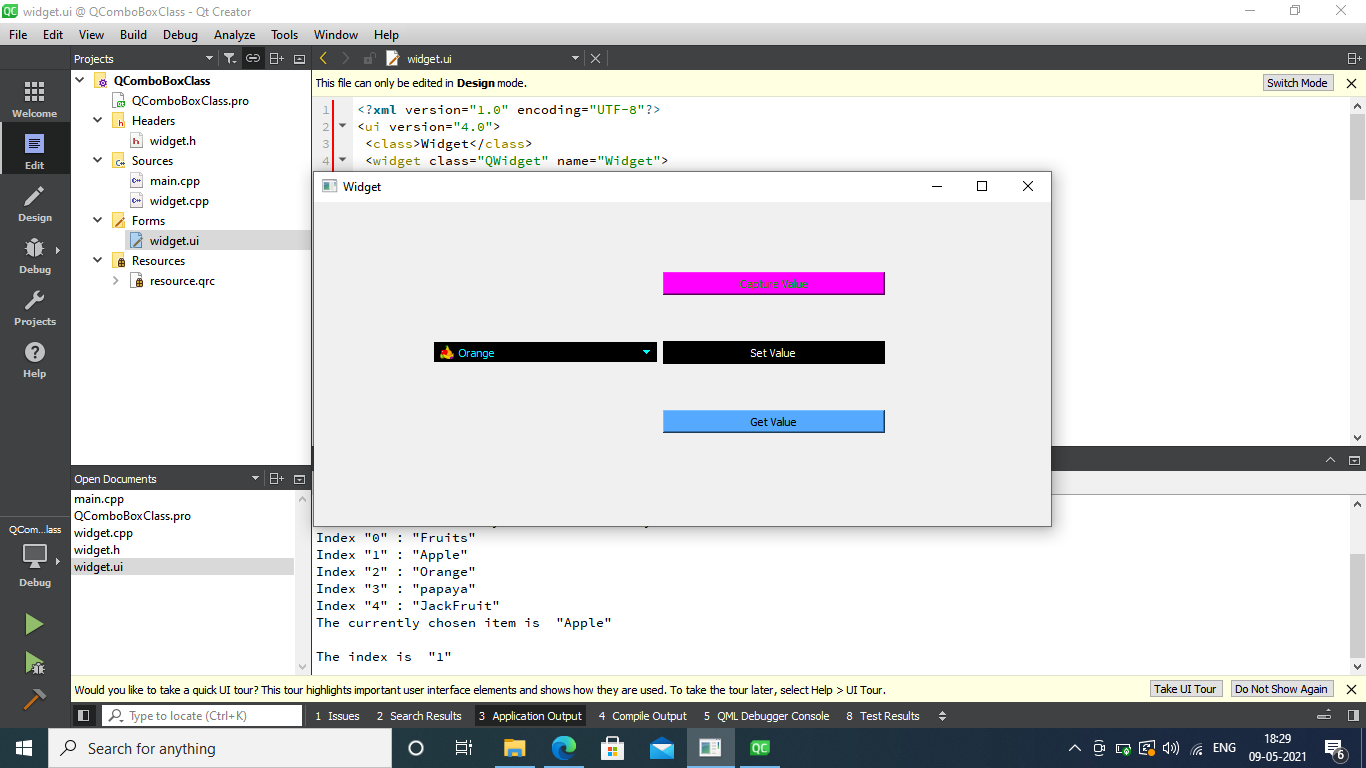 widget.ui @ QComboBoxClass - Qt Creator
File Edit View Build Debug Analyze Tools Window Help
Projects
widget.ui
QComboBoxClass
QComboBoxClass.pro
Headers
widget.h
Sources
main.cpp
widget.cpp
Forms
widget.ui
Resources
resource.qrc
Welcome
Edit
Design
Debug
Projects
Help
This file can only be edited in Design mode.
Switch Mode
1 <?xml version="1.0" encoding="UTF-8"?>
2 <ui version="4.0">
3 <class>Widget</class>
4 <widget class="QWidget" name="Widget">
Widget
Capture Value
Orange
Set Value
Get Value
Open Documents
main.cpp
QComboBoxClass.pro
widget.cpp
widget.h
widget.ui
QCom...lass
Debug
Index "0" : "Fruits"
Index "1" : "Apple"
Index "2" : "Orange"
Index "3" : "papaya"
Index "4" : "JackFruit"
The currently chosen item is "Apple"
The index is "1"
Would you like to take a quick UI tour? This tour highlights important user interface elements and shows how they are used. To take the tour later, select Help > UI Tour.
Take UI Tour
Do Not Show Again
Type to locate (Ctrl+K)
1 Issues 2 Search Results 3 Application Output 4 Compile Output 5 QML Debugger Console 8 Test Results
Search for anything
QC
ENG
18:29
09-05-2021
6